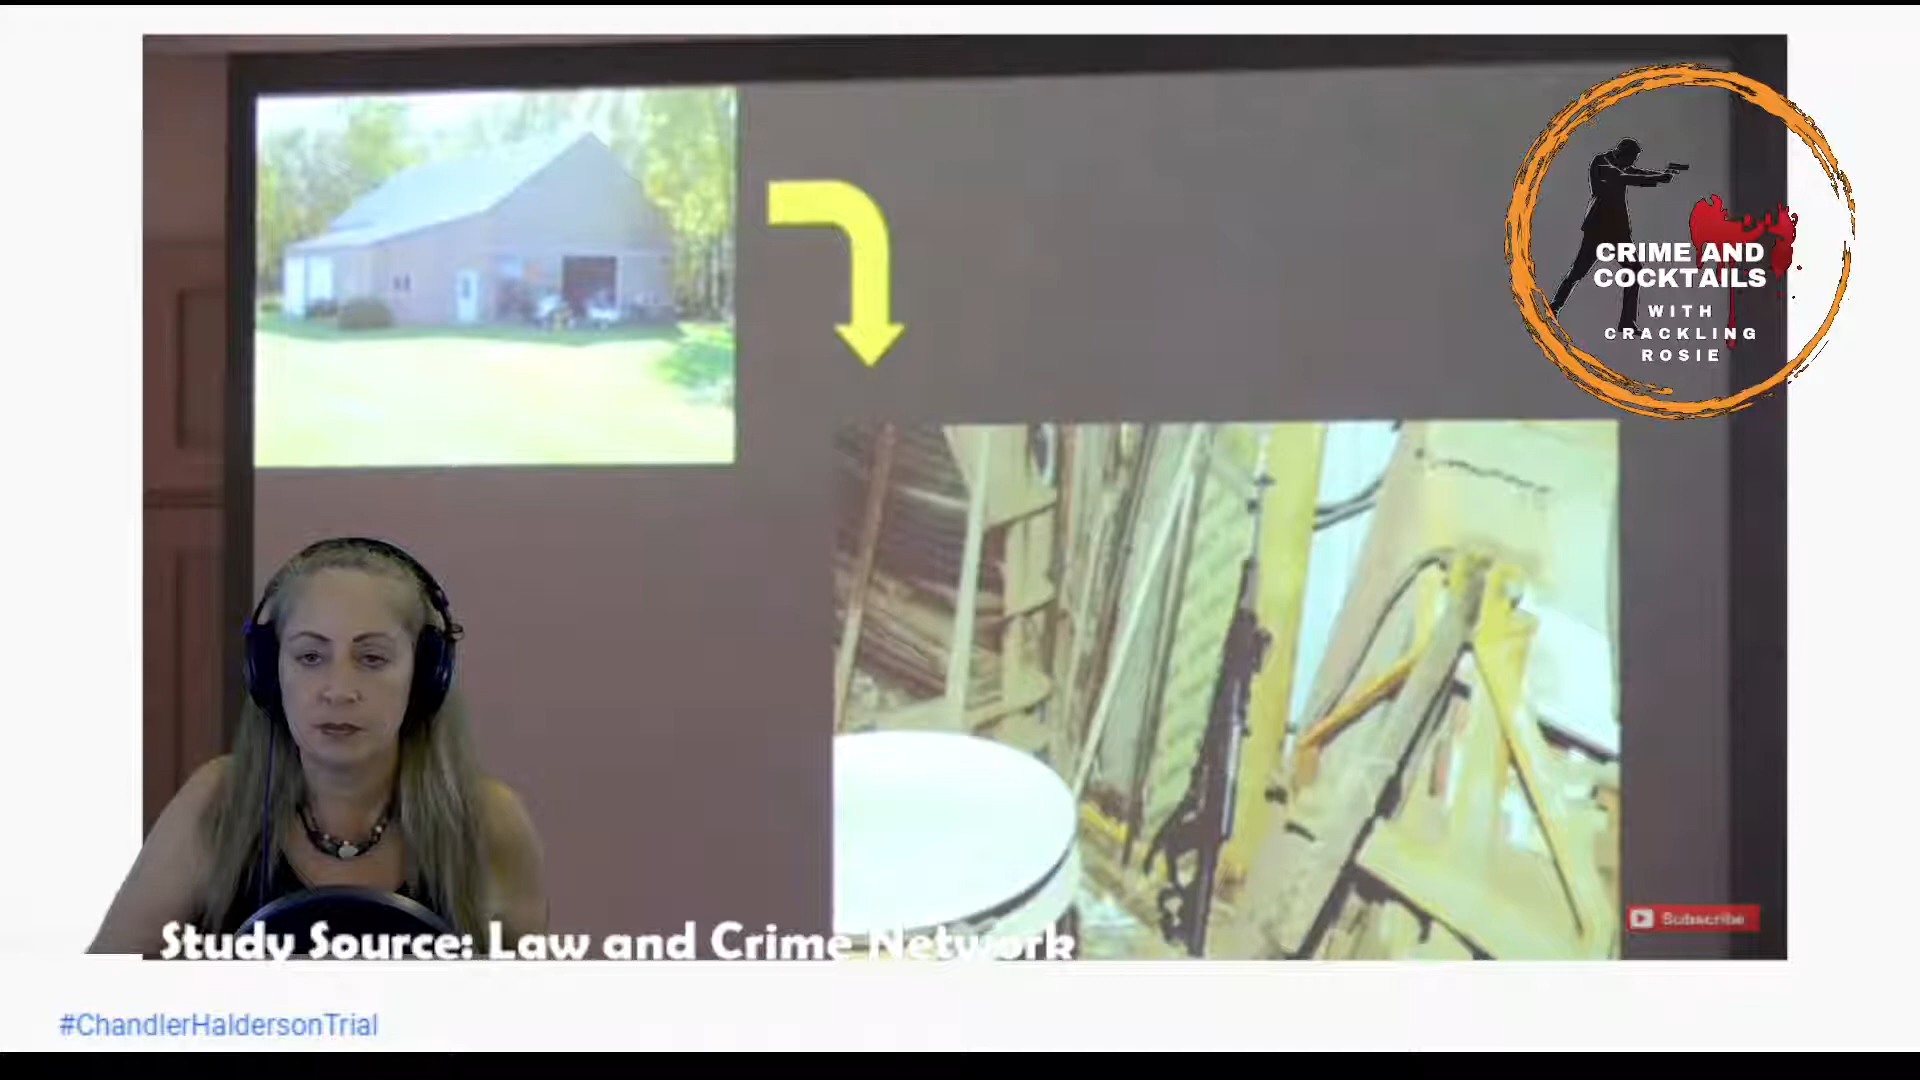 CRIME AND
COCKTAILS
WITH
CRACKLING
ROSIE
Subscribe
Study Source: Law and Crime Network
#ChandlerHaldersonTrial